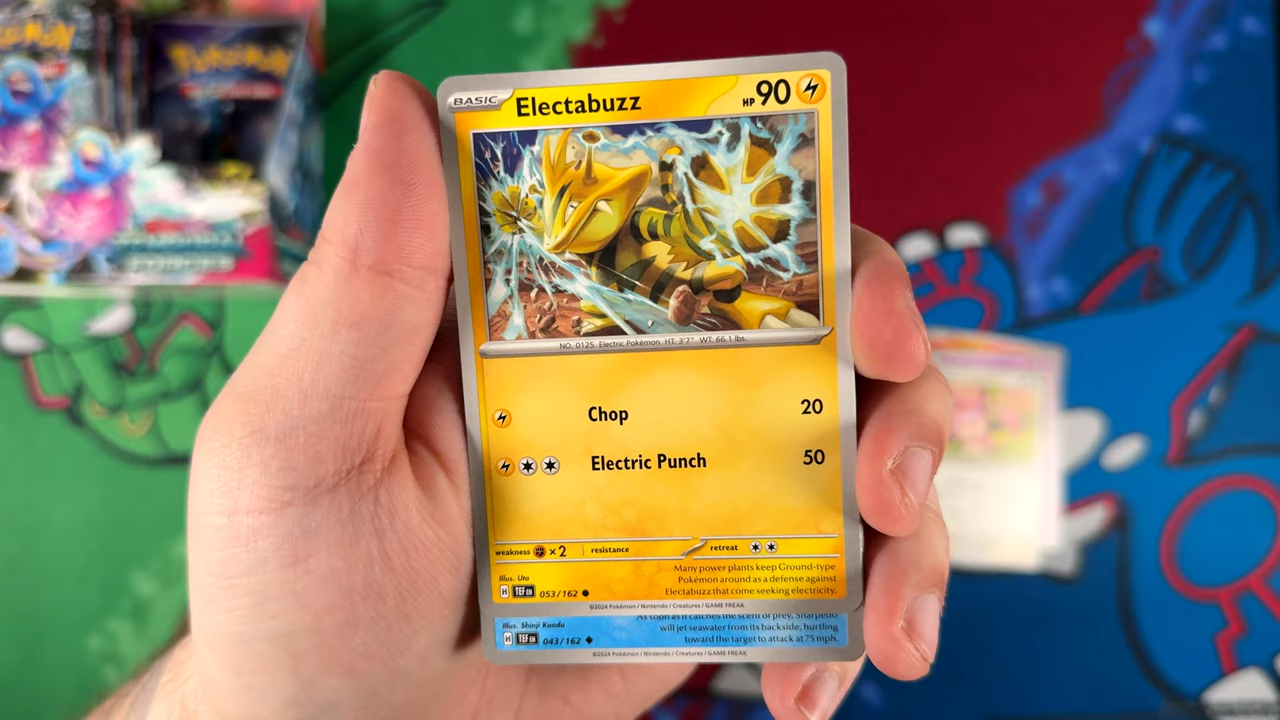 Pokémon
Pokémon
BASIC Electabuzz HP 90
NO. 0125 Electric Pokémon HT: 3'7" WT: 66.1 lbs.
Chop 20
Electric Punch 50
weakness ×2 resistance retreat
Illus. Uto
H TEF EN 053/162
Many power plants keep Ground-type
Pokémon around as a defense against
Electabuzz that come seeking electricity.
©2024 Pokémon / Nintendo / Creatures / GAME FREAK
Illus. Shinji Kanda
H TEF EN 043/162
As soon as it catches the scent of prey, Sharpedo
will jet seawater from its backside, hurtling
toward the target to attack at 75 mph.
©2024 Pokémon / Nintendo / Creatures / GAME FREAK